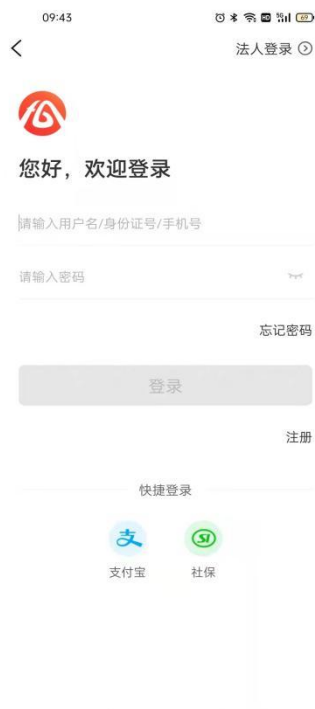 09:43
法人登录
您好，欢迎登录
请输入用户名/身份证号/手机号
请输入密码
忘记密码
登录
注册
快捷登录
支付宝
社保